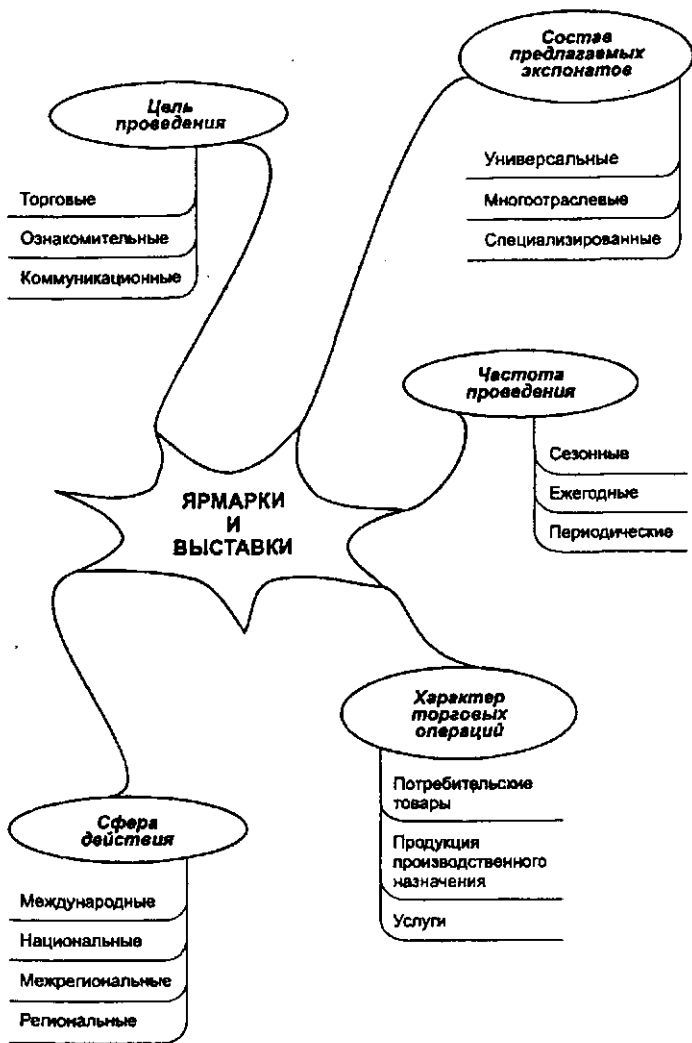 Состав
предлагаемых
экспонатов
Универсальные
Многоотраслевые
Специализированные
Цель
проведения
Торговые
Ознакомительные
Коммуникационные
Частота
проведения
Сезонные
Ежегодные
Периодические
ЯРМАРКИ
И
ВЫСТАВКИ
Характер
торговых
операций
Потребительские
товары
Продукция
производственного
назначения
Услуги
Сфера
действия
Международные
Национальные
Межрегиональные
Региональные